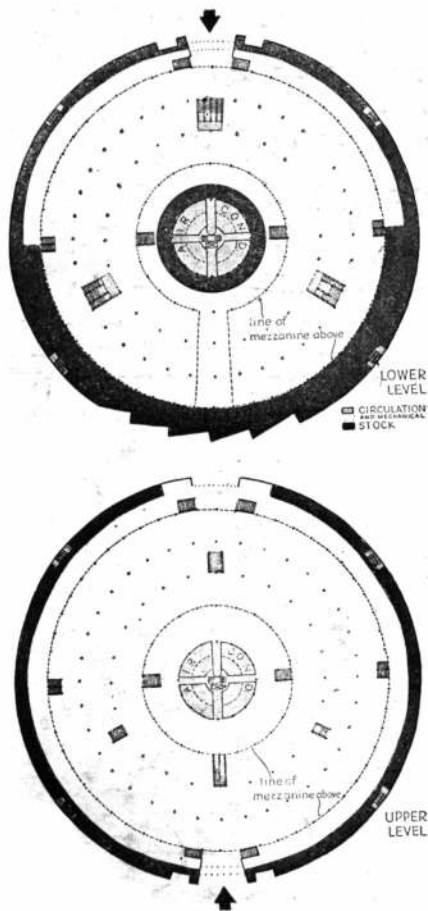 AIR COND
line of
mezzanine above
LOWER
LEVEL
CIRCULATION
AND MECHANICAL
STOCK
AIR COND
line of
mezzanine above
UPPER
LEVEL